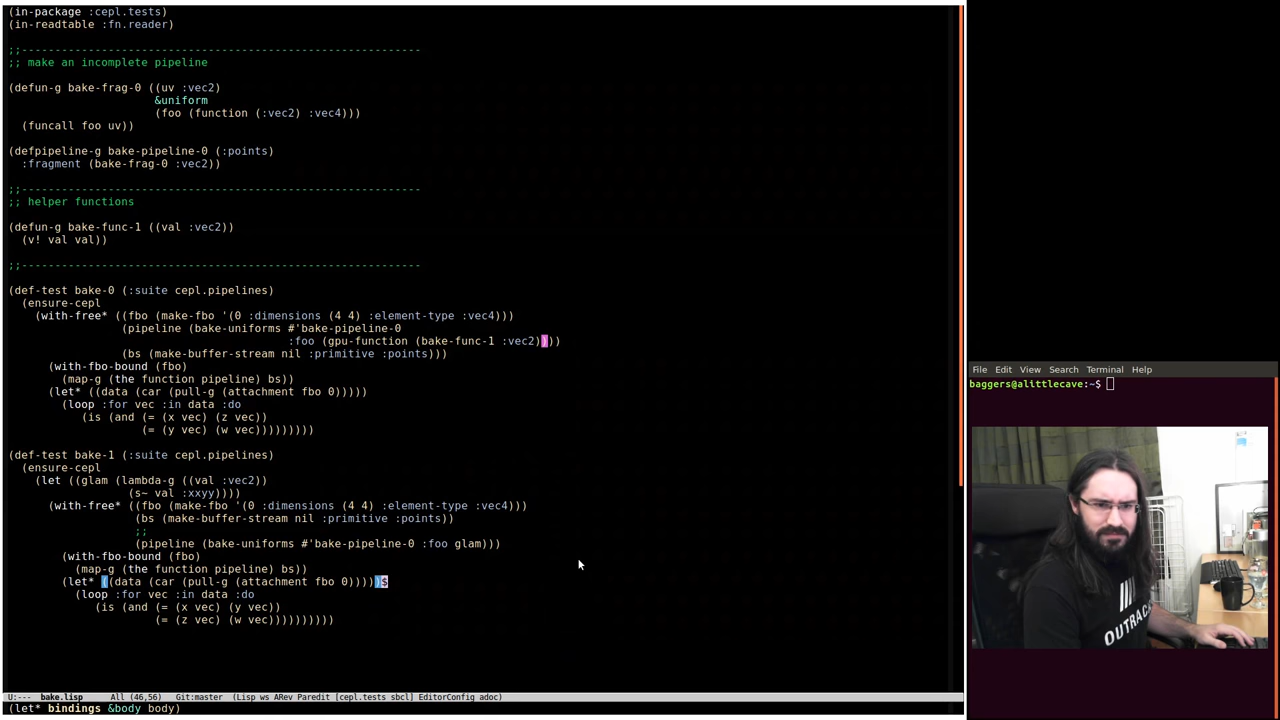 (in-package :cepl.tests)
(in-readtable :fn.reader)
;;------------------------------------------------------------
;; make an incomplete pipeline
(defun-g bake-frag-0 ((uv :vec2)
&uniform
(foo (function (:vec2) :vec4)))
(funcall foo uv))
(defpipeline-g bake-pipeline-0 (:points)
:fragment (bake-frag-0 :vec2))
;;------------------------------------------------------------
;; helper functions
(defun-g bake-func-1 ((val :vec2))
(v! val val))
;;------------------------------------------------------------
(def-test bake-0 (:suite cepl.pipelines)
(ensure-cepl
(with-free* ((fbo (make-fbo '(0 :dimensions (4 4) :element-type :vec4)))
(pipeline (bake-uniforms #'bake-pipeline-0
:foo (gpu-function (bake-func-1 :vec2))))
(bs (make-buffer-stream nil :primitive :points)))
(with-fbo-bound (fbo)
(map-g (the function pipeline) bs))
(let* ((data (car (pull-g (attachment fbo 0)))))
(loop :for vec :in data :do
(is (and (= (x vec) (z vec))
(= (y vec) (w vec)))))))))
(def-test bake-1 (:suite cepl.pipelines)
(ensure-cepl
(let ((glam (lambda-g ((val :vec2))
(s~ val :xxyy))))
(with-free* ((fbo (make-fbo '(0 :dimensions (4 4) :element-type :vec4)))
(bs (make-buffer-stream nil :primitive :points))
;;
(pipeline (bake-uniforms #'bake-pipeline-0 :foo glam)))
(with-fbo-bound (fbo)
(map-g (the function pipeline) bs))
(let* ((data (car (pull-g (attachment fbo 0)))))$
(loop :for vec :in data :do
(is (and (= (x vec) (y vec))
(= (z vec) (w vec))))))))))
U:--- bake.lisp All (46,56) Git:master (Lisp ws ARev Paredit [cepl.tests sbcl] EditorConfig adoc)
(let* bindings &body body)
File Edit View Search Terminal Help
baggers@alittlecave:~$
OUTRAC